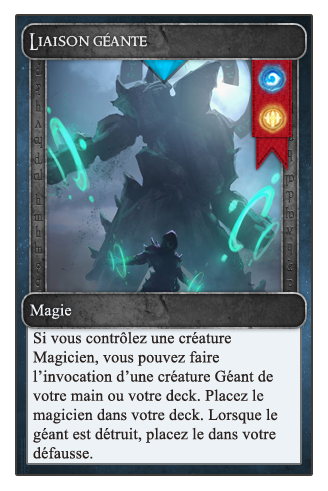 LIAISON GÉANTE
Magie
Si vous contrôlez une créature
Magicien, vous pouvez faire
l’invocation d’une créature Géant de
votre main ou votre deck. Placez le
magicien dans votre deck. Lorsque le
géant est détruit, placez le dans votre
défausse.